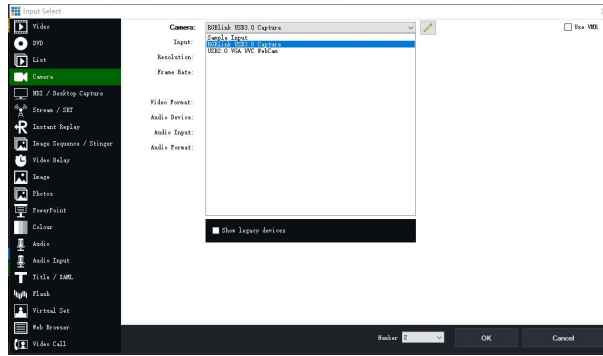 Input Select
Video
DVD
List
Camera
NDI / Desktop Capture
Stream / SRT
Instant Replay
Image Sequence / Stinger
Video Delay
Image
Photos
PowerPoint
Colour
Audio
Audio Input
Title / XAML
Flash
Virtual Set
Web Browser
Video Call
Camera: RGBlink USB3.0 Capture
Use VMR
Sample Input
RGBlink USB3.0 Capture
USB2.0 VGA UVC WebCam
Input:
Resolution:
Frame Rate:
Video Format:
Audio Device:
Audio Input:
Audio Format:
Show legacy devices
Number 2
OK
Cancel